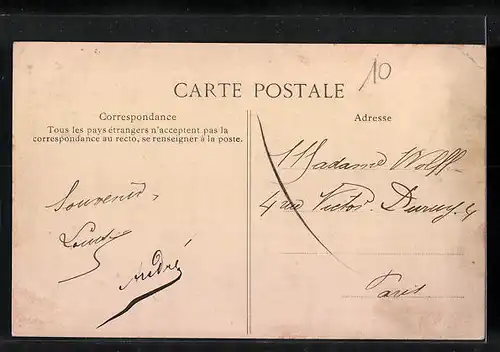 10
CARTE POSTALE
Correspondance
Tous les pays étrangers n'acceptent pas la
correspondance au recto, se renseigner à la poste.
Souvenir,
Louise
André
Adresse
Madame Wolff
4 rue Victor Duruy 4
Paris